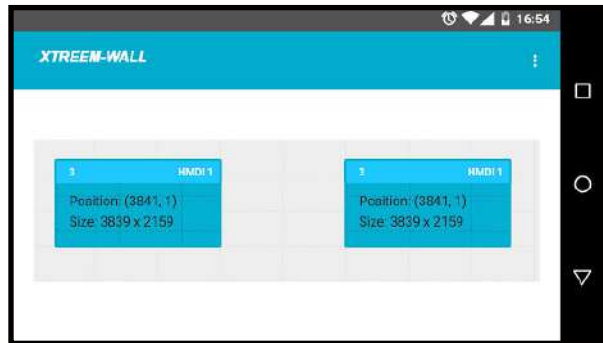 16:54
XTREEM-WALL
3 HMDI 1
Position: (3841, 1)
Size: 3839 x 2159
3 HMDI 1
Position: (3841, 1)
Size: 3839 x 2159